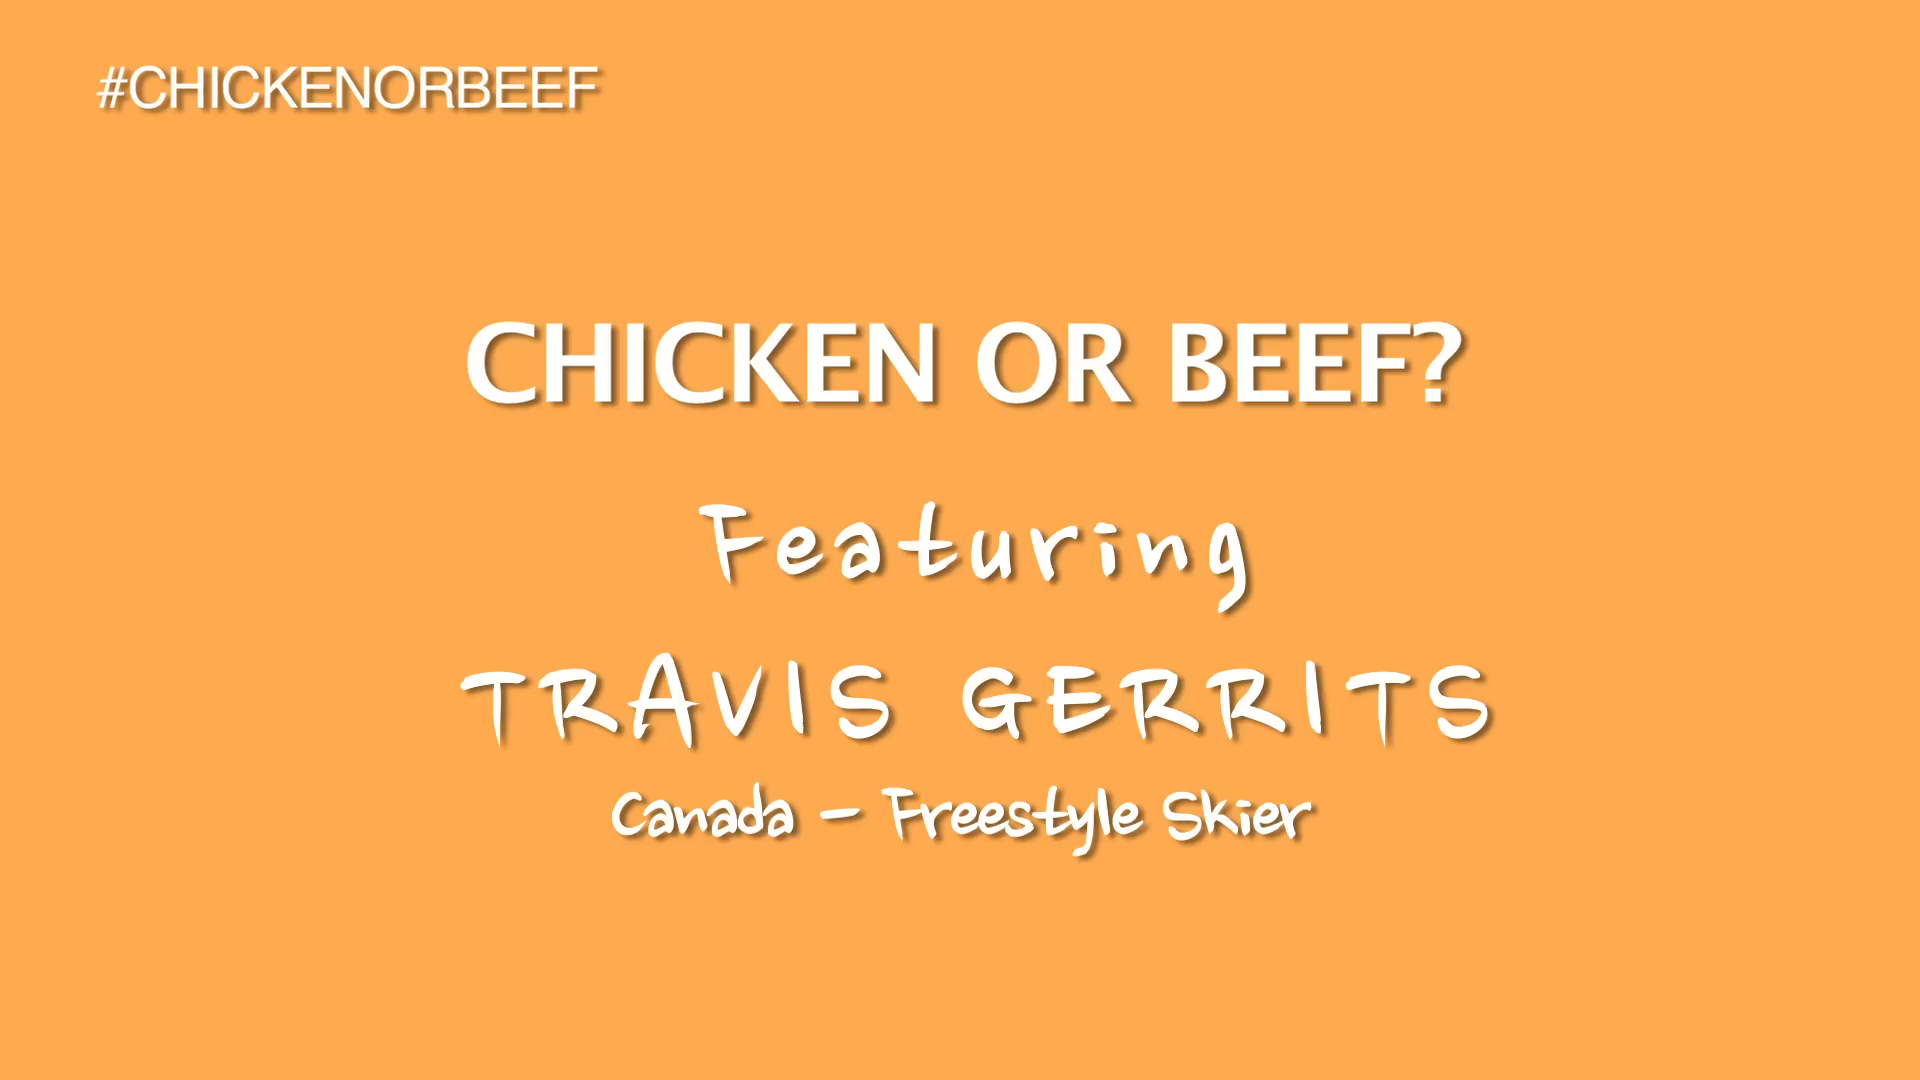 #CHICKENORBEEF
CHICKEN OR BEEF?
Featuring
TRAVIS GERRITS
Canada - Freestyle Skier